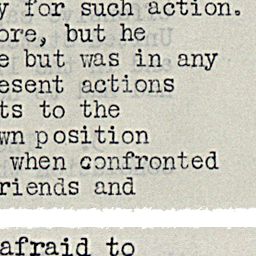 y for such action.
ore, but he
e but was in any
esent actions
ts to the
wn position
when confronted
riends and
afraid to